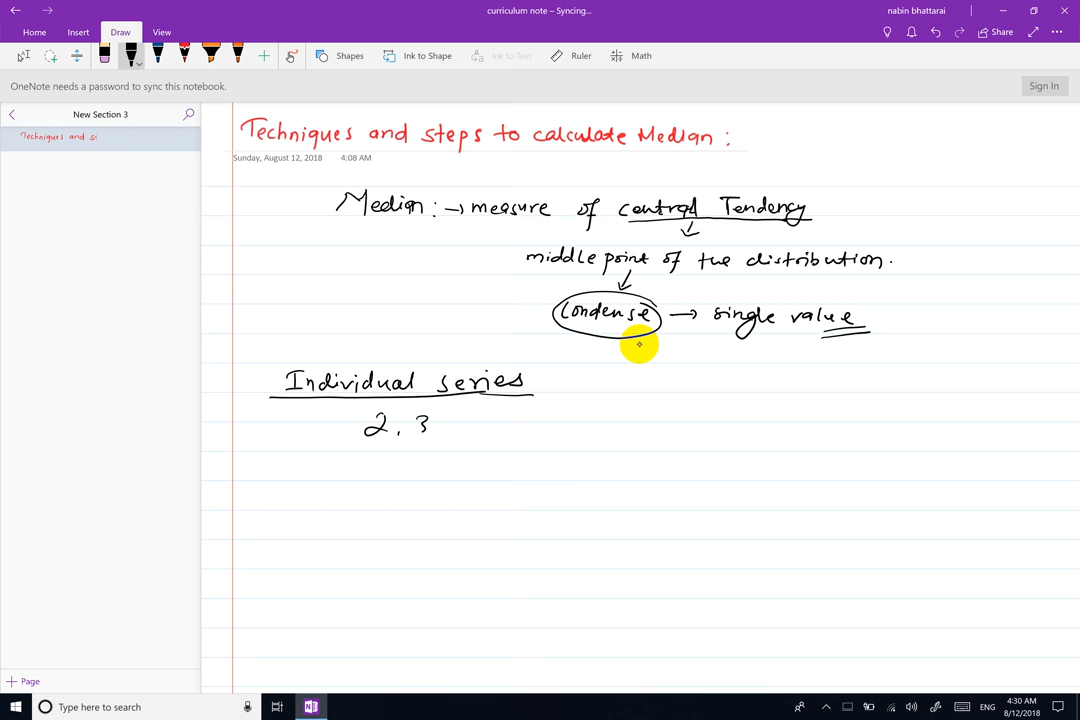 curriculum note – Syncing...
nabin bhattarai
Home Insert Draw View
Share
Shapes Ink to Shape Ink to Text Ruler Math
OneNote needs a password to sync this notebook.
Sign In
New Section 3
Techniques and st
Techniques and steps to calculate Median :
Sunday, August 12, 2018 4:08 AM
Median : → measure of central Tendency
middle point of the distribution.
Condense → single value
Individual series
2, 3
+ Page
Type here to search
ENG
4:30 AM
8/12/2018